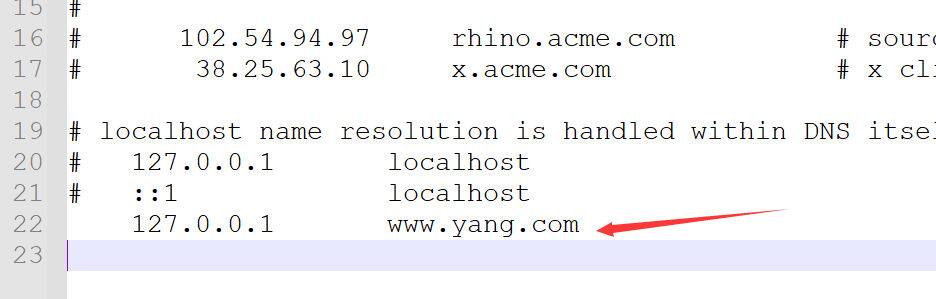 15 #
16 # 102.54.94.97 rhino.acme.com # sourc
17 # 38.25.63.10 x.acme.com # x cli
18
19 # localhost name resolution is handled within DNS itsel
20 # 127.0.0.1 localhost
21 # ::1 localhost
22 127.0.0.1 www.yang.com
23